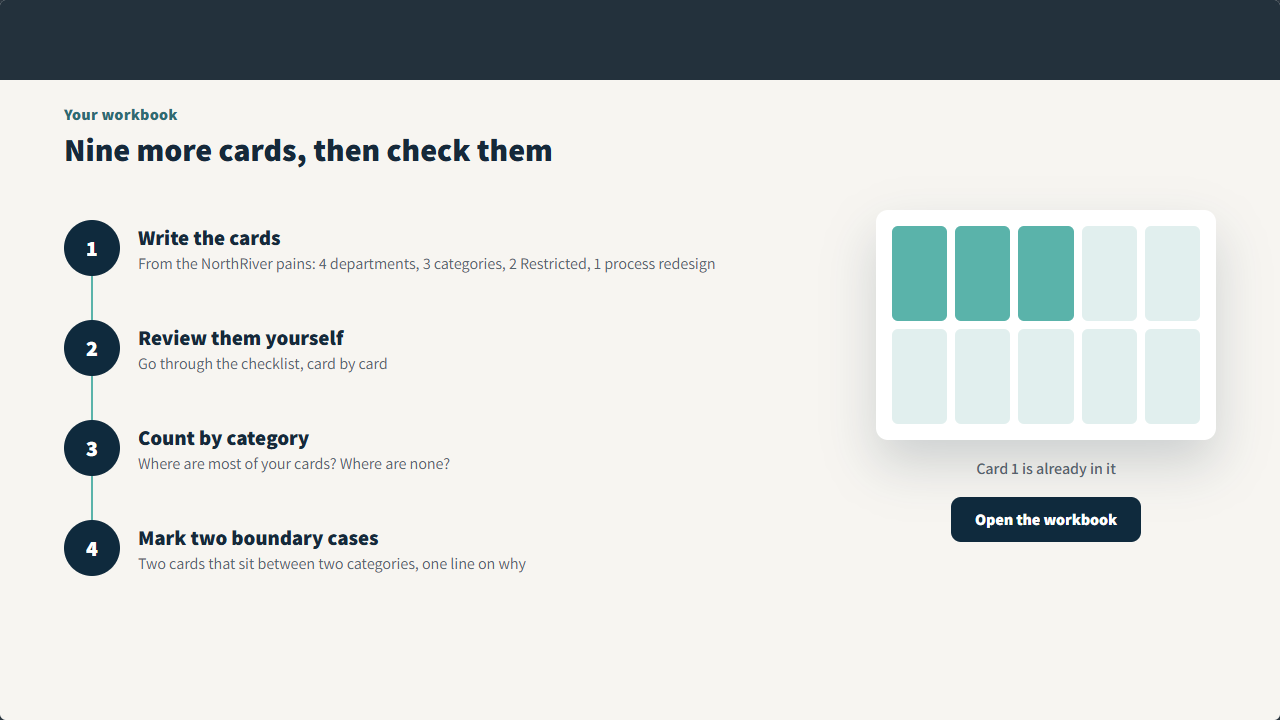 Your workbook
Nine more cards, then check them
1
Write the cards
From the NorthRiver pains: 4 departments, 3 categories, 2 Restricted, 1 process redesign
2
Review them yourself
Go through the checklist, card by card
3
Count by category
Where are most of your cards? Where are none?
4
Mark two boundary cases
Two cards that sit between two categories, one line on why
Card 1 is already in it
Open the workbook